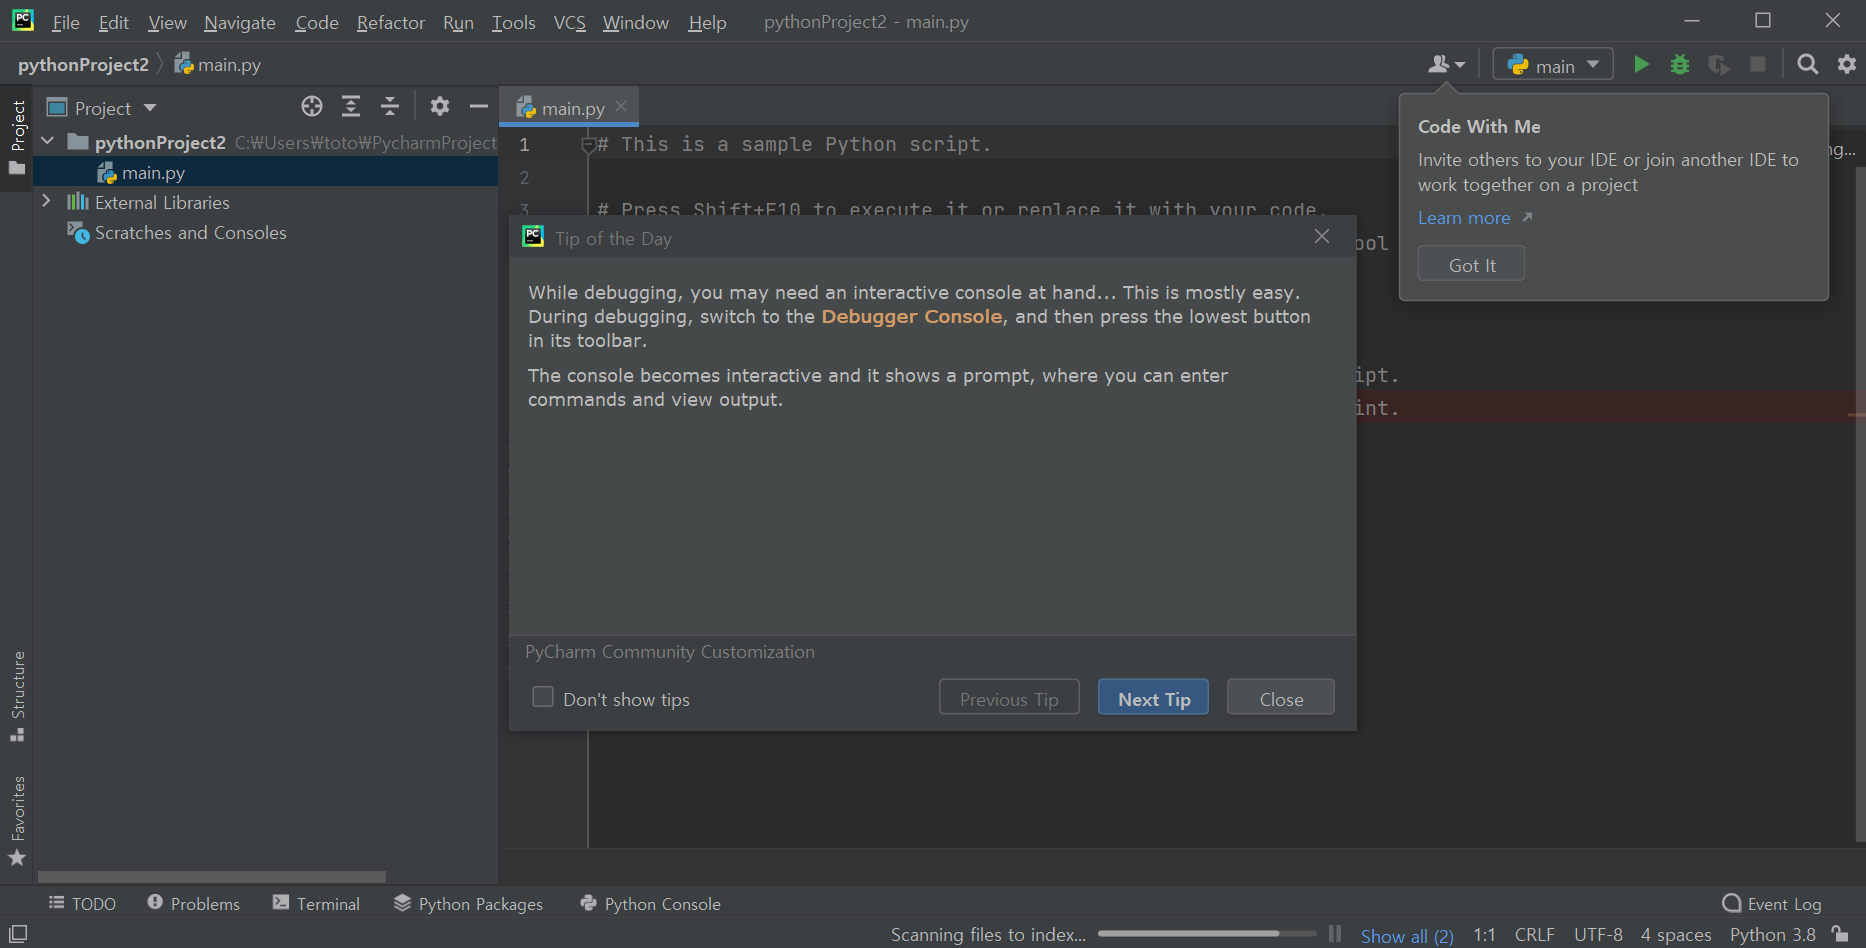 PC File Edit View Navigate Code Refactor Run Tools VCS Window Help pythonProject2 - main.py
pythonProject2 main.py
main
Project
Project
main.py
pythonProject2 C:₩Users₩toto₩PycharmProject
main.py
External Libraries
Scratches and Consoles
1 # This is a sample Python script.
2
3 # Press Shift+F10 to execute it or replace it with your code.
ool
ipt.
int.
Code With Me
Invite others to your IDE or join another IDE to
work together on a project
Learn more
Got It
ng...
PC Tip of the Day
While debugging, you may need an interactive console at hand... This is mostly easy.
During debugging, switch to the Debugger Console, and then press the lowest button
in its toolbar.
The console becomes interactive and it shows a prompt, where you can enter
commands and view output.
PyCharm Community Customization
Don't show tips
Previous Tip
Next Tip
Close
Structure
Favorites
TODO Problems Terminal Python Packages Python Console Event Log
Scanning files to index... Show all (2) 1:1 CRLF UTF-8 4 spaces Python 3.8